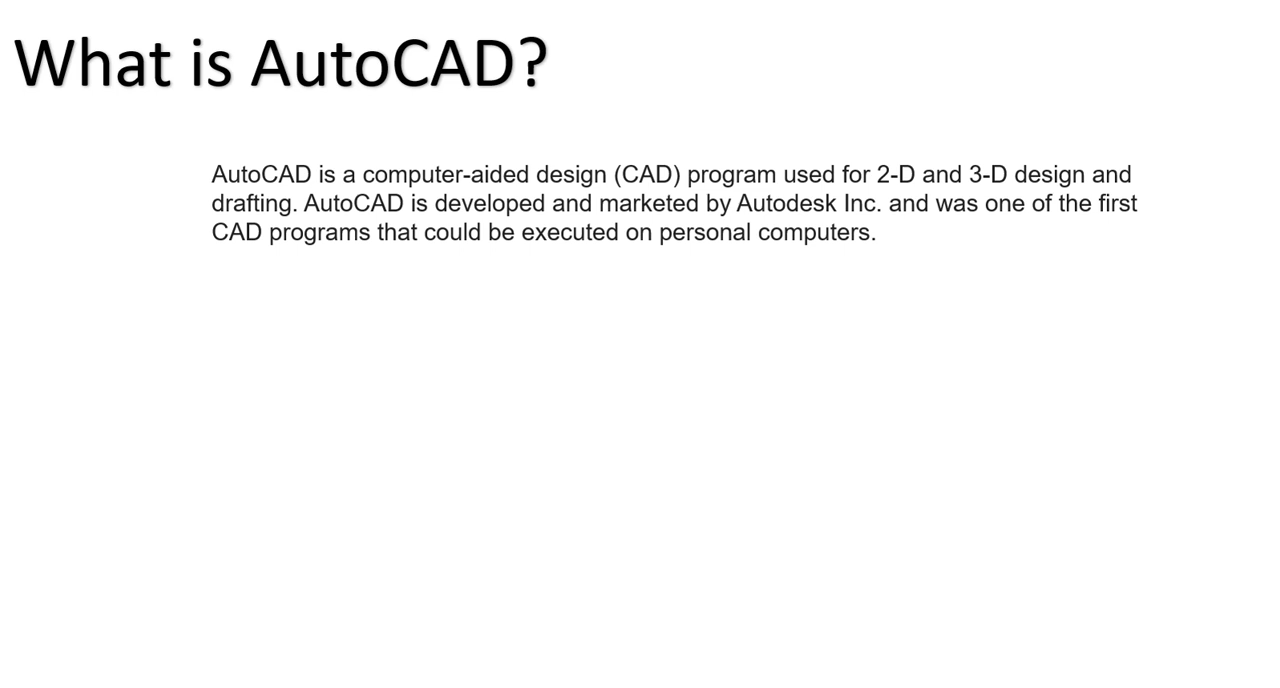 What is AutoCAD?
AutoCAD is a computer-aided design (CAD) program used for 2-D and 3-D design and
drafting. AutoCAD is developed and marketed by Autodesk Inc. and was one of the first
CAD programs that could be executed on personal computers.